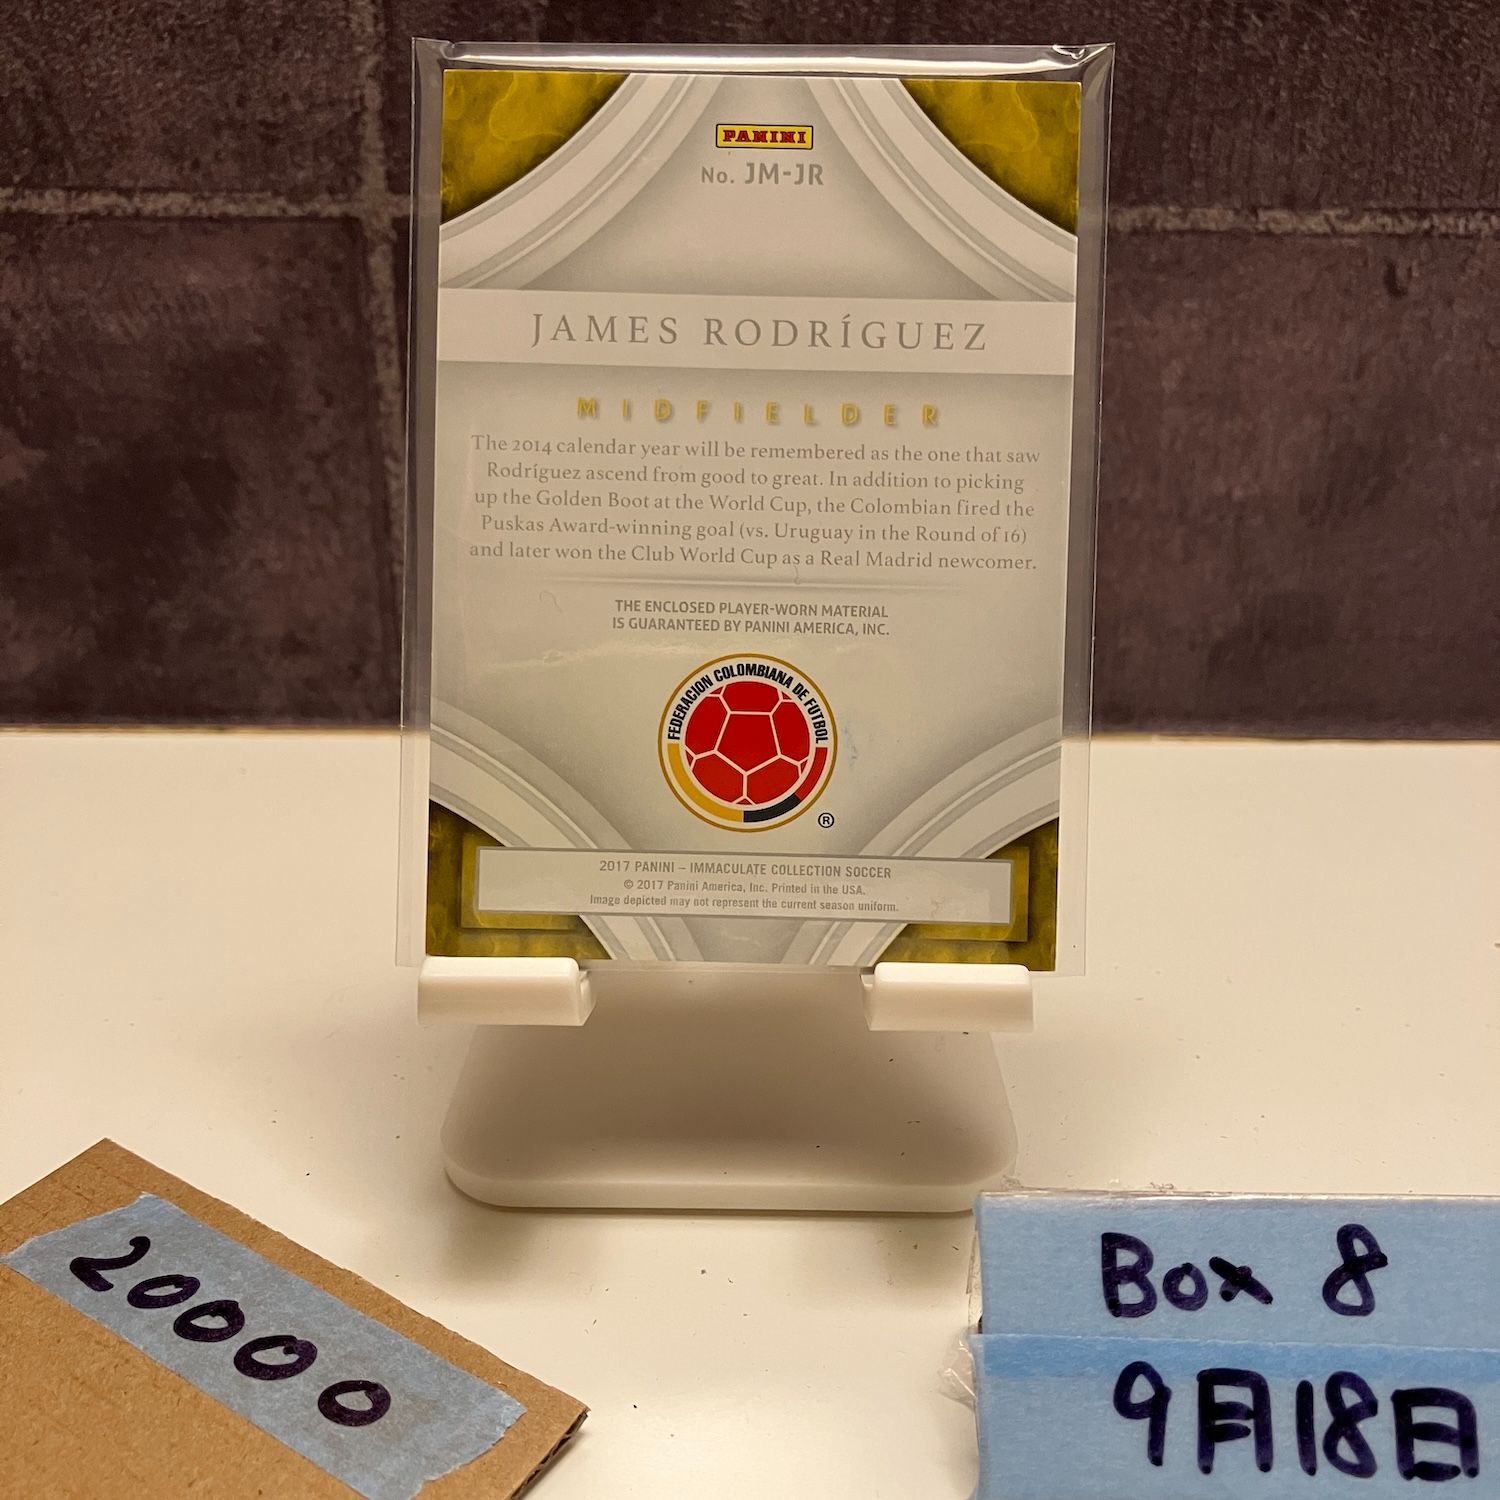 PANINI
No. JM-JR
JAMES RODRÍGUEZ
MIDFIELDER
The 2014 calendar year will be remembered as the one that saw
Rodríguez ascend from good to great. In addition to picking
up the Golden Boot at the World Cup, the Colombian fired the
Puskas Award-winning goal (vs. Uruguay in the Round of 16)
and later won the Club World Cup as a Real Madrid newcomer.
THE ENCLOSED PLAYER-WORN MATERIAL
IS GUARANTEED BY PANINI AMERICA, INC.
FEDERACION COLOMBIANA DE FUTBOL
®
2017 PANINI – IMMACULATE COLLECTION SOCCER
© 2017 Panini America, Inc. Printed in the USA.
Image depicted may not represent the current season uniform.
20000
Box 8
9月18日